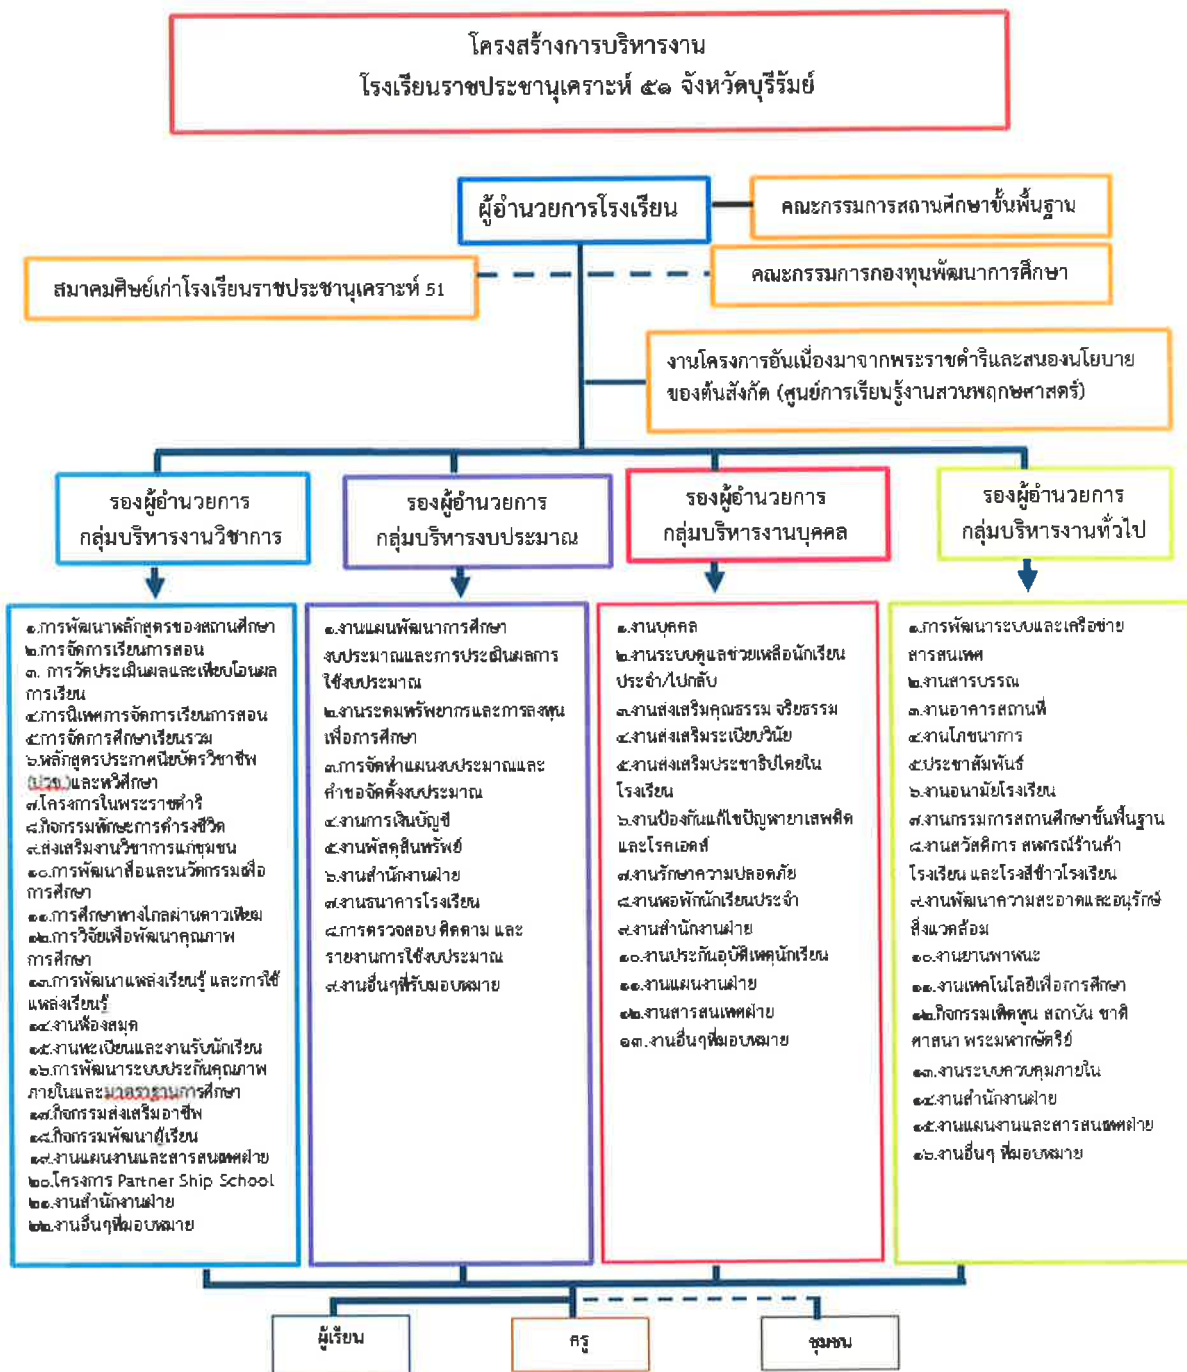 โครงสร้างการบริหารงาน
โรงเรียนราชประชานุเคราะห์ ๕๑ จังหวัดบุรีรัมย์
ผู้อำนวยการโรงเรียน
คณะกรรมการสถานศึกษาขั้นพื้นฐาน
สมาคมศิษย์เก่าโรงเรียนราชประชานุเคราะห์ 51
คณะกรรมการกองทุนพัฒนาการศึกษา
งานโครงการอันเนื่องมาจากพระราชดำริและสนองนโยบาย
ของต้นสังกัด (ศูนย์การเรียนรู้งานสวนพฤกษศาสตร์)
รองผู้อำนวยการ
กลุ่มบริหารงานวิชาการ
รองผู้อำนวยการ
กลุ่มบริหารงบประมาณ
รองผู้อำนวยการ
กลุ่มบริหารงานบุคคล
รองผู้อำนวยการ
กลุ่มบริหารงานทั่วไป
๑.การพัฒนาหลักสูตรของสถานศึกษา
๒.การจัดการเรียนการสอน
๓. การวัดประเมินผลและเทียบโอนผล
การเรียน
๔.การนิเทศการจัดการเรียนการสอน
๕.การจัดการศึกษาเรียนรวม
๖.หลักสูตรประกาศนียบัตรวิชาชีพ
(ปวช.)และทวิศึกษา
๗.โครงการในพระราชดำริ
๘.กิจกรรมทักษะการดำรงชีวิต
๙.ส่งเสริมงานวิชาการแก่ชุมชน
๑๐.การพัฒนาสื่อและนวัตกรรมเพื่อ
การศึกษา
๑๑.การศึกษาทางไกลผ่านดาวเทียม
๑๒.การวิจัยเพื่อพัฒนาคุณภาพ
การศึกษา
๑๓.การพัฒนาแหล่งเรียนรู้ และการใช้
แหล่งเรียนรู้
๑๔.งานห้องสมุด
๑๕.งานทะเบียนและงานรับนักเรียน
๑๖.การพัฒนาระบบประกันคุณภาพ
ภายในและมาตราฐานการศึกษา
๑๗.กิจกรรมส่งเสริมอาชีพ
๑๘.กิจกรรมพัฒนาผู้เรียน
๑๙.งานแผนงานและสารสนเทศฝ่าย
๒๐.โครงการ Partner Ship School
๒๑.งานสำนักงานฝ่าย
๒๒.งานอื่นๆที่มอบหมาย
๑.งานแผนพัฒนาการศึกษา
งบประมาณและการประเมินผลการ
ใช้งบประมาณ
๒.งานระดมทรัพยากรและการลงทุน
เพื่อการศึกษา
๓.การจัดทำแผนงบประมาณและ
คำขอจัดตั้งงบประมาณ
๔.งานการเงินบัญชี
๕.งานพัสดุสินทรัพย์
๖.งานสำนักงานฝ่าย
๗.งานธนาคารโรงเรียน
๘.การตรวจสอบ ติดตาม และ
รายงานการใช้งบประมาณ
๙.งานอื่นๆที่รับมอบหมาย
๑.งานบุคคล
๒.งานระบบดูแลช่วยเหลือนักเรียน
ประจำ/ไปกลับ
๓.งานส่งเสริมคุณธรรม จริยธรรม
๔.งานส่งเสริมระเบียบวินัย
๕.งานส่งเสริมประชาธิปไตยใน
โรงเรียน
๖.งานป้องกันแก้ไขปัญหายาเสพติด
และโรคเอดส์
๗.งานรักษาความปลอดภัย
๘.งานหอพักนักเรียนประจำ
๙.งานสำนักงานฝ่าย
๑๐.งานประกันอุบัติเหตุนักเรียน
๑๑.งานแผนงานฝ่าย
๑๒.งานสารสนเทศฝ่าย
๑๓.งานอื่นๆที่มอบหมาย
๑.การพัฒนาระบบและเครือข่าย
สารสนเทศ
๒.งานสารบรรณ
๓.งานอาคารสถานที่
๔.งานโภชนาการ
๕.ประชาสัมพันธ์
๖.งานอนามัยโรงเรียน
๗.งานกรรมการสถานศึกษาขั้นพื้นฐาน
๘.งานสวัสดิการ สหกรณ์ร้านค้า
โรงเรียน และโรงสีข้าวโรงเรียน
๙.งานพัฒนาความสะอาดและอนุรักษ์
สิ่งแวดล้อม
๑๐.งานยานพาหนะ
๑๑.งานเทคโนโลยีเพื่อการศึกษา
๑๒.กิจกรรมเทิดทูน สถาบัน ชาติ
ศาสนา พระมหากษัตริย์
๑๓.งานระบบควบคุมภายใน
๑๔.งานสำนักงานฝ่าย
๑๕.งานแผนงานและสารสนเทศฝ่าย
๑๖.งานอื่นๆ ที่มอบหมาย
ผู้เรียน
ครู
ชุมชน